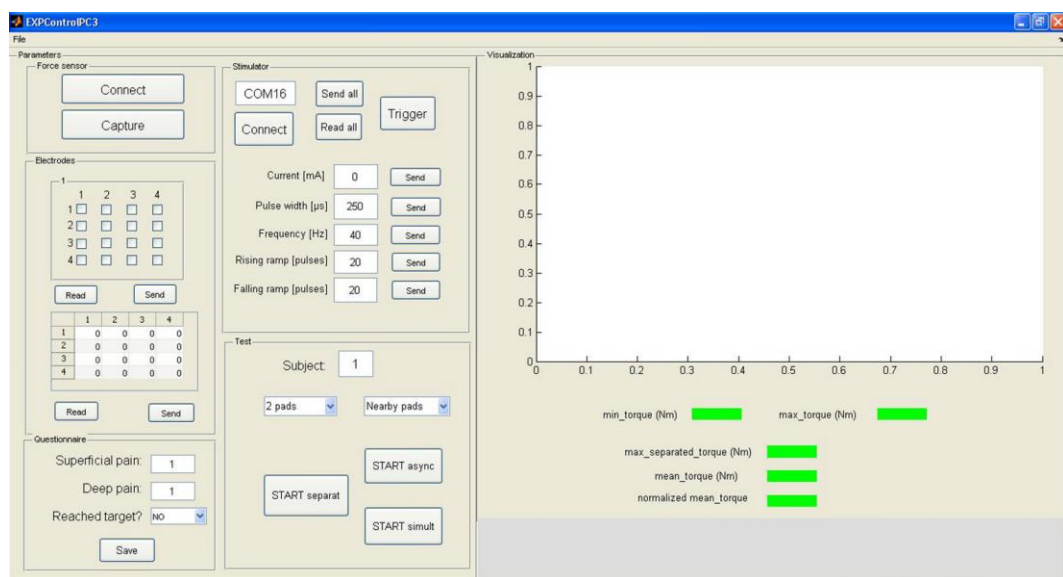 EXPControlPC3
File
Parameters
Force sensor
Connect
Capture
Electrodes
1
1 2 3 4
1
2
3
4
Read Send
1 2 3 4
1 0 0 0 0
2 0 0 0 0
3 0 0 0 0
4 0 0 0 0
Read Send
Questionnaire
Superficial pain: 1
Deep pain: 1
Reached target? NO
Save
Stimulator
COM16 Send all
Trigger
Connect Read all
Current [mA] 0 Send
Pulse width [µs] 250 Send
Frequency [Hz] 40 Send
Rising ramp [pulses] 20 Send
Falling ramp [pulses] 20 Send
Test
Subject: 1
2 pads Nearby pads
START async
START separat
START simult
Visualization
1
0.9
0.8
0.7
0.6
0.5
0.4
0.3
0.2
0.1
0
0 0.1 0.2 0.3 0.4 0.5 0.6 0.7 0.8 0.9 1
min_torque (Nm) max_torque (Nm)
max_separated_torque (Nm)
mean_torque (Nm)
normalized mean_torque